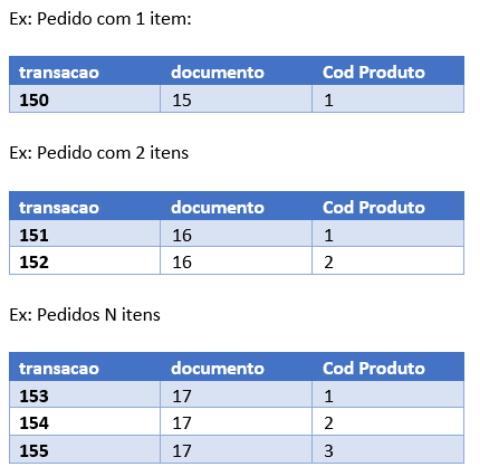 Ex: Pedido com 1 item:
transacao documento Cod Produto
150 15 1
Ex: Pedido com 2 itens
transacao documento Cod Produto
151 16 1
152 16 2
Ex: Pedidos N itens
transacao documento Cod Produto
153 17 1
154 17 2
155 17 3